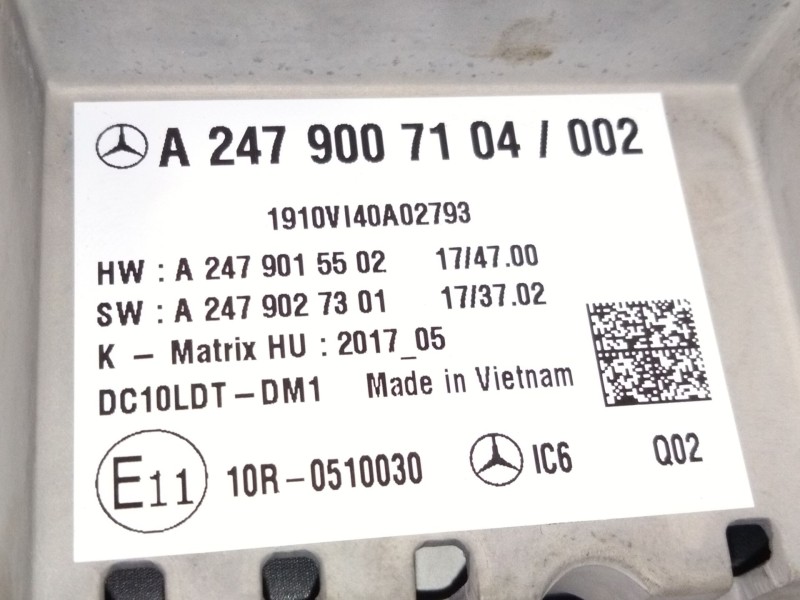 A 247 900 71 04 / 002
1910VI40A02793
HW : A 247 901 55 02 17/47.00
SW : A 247 902 73 01 17/37.02
K - Matrix HU : 2017_05
DC10LDT-DM1 Made in Vietnam
E11 10R-0510030 IC6 Q02